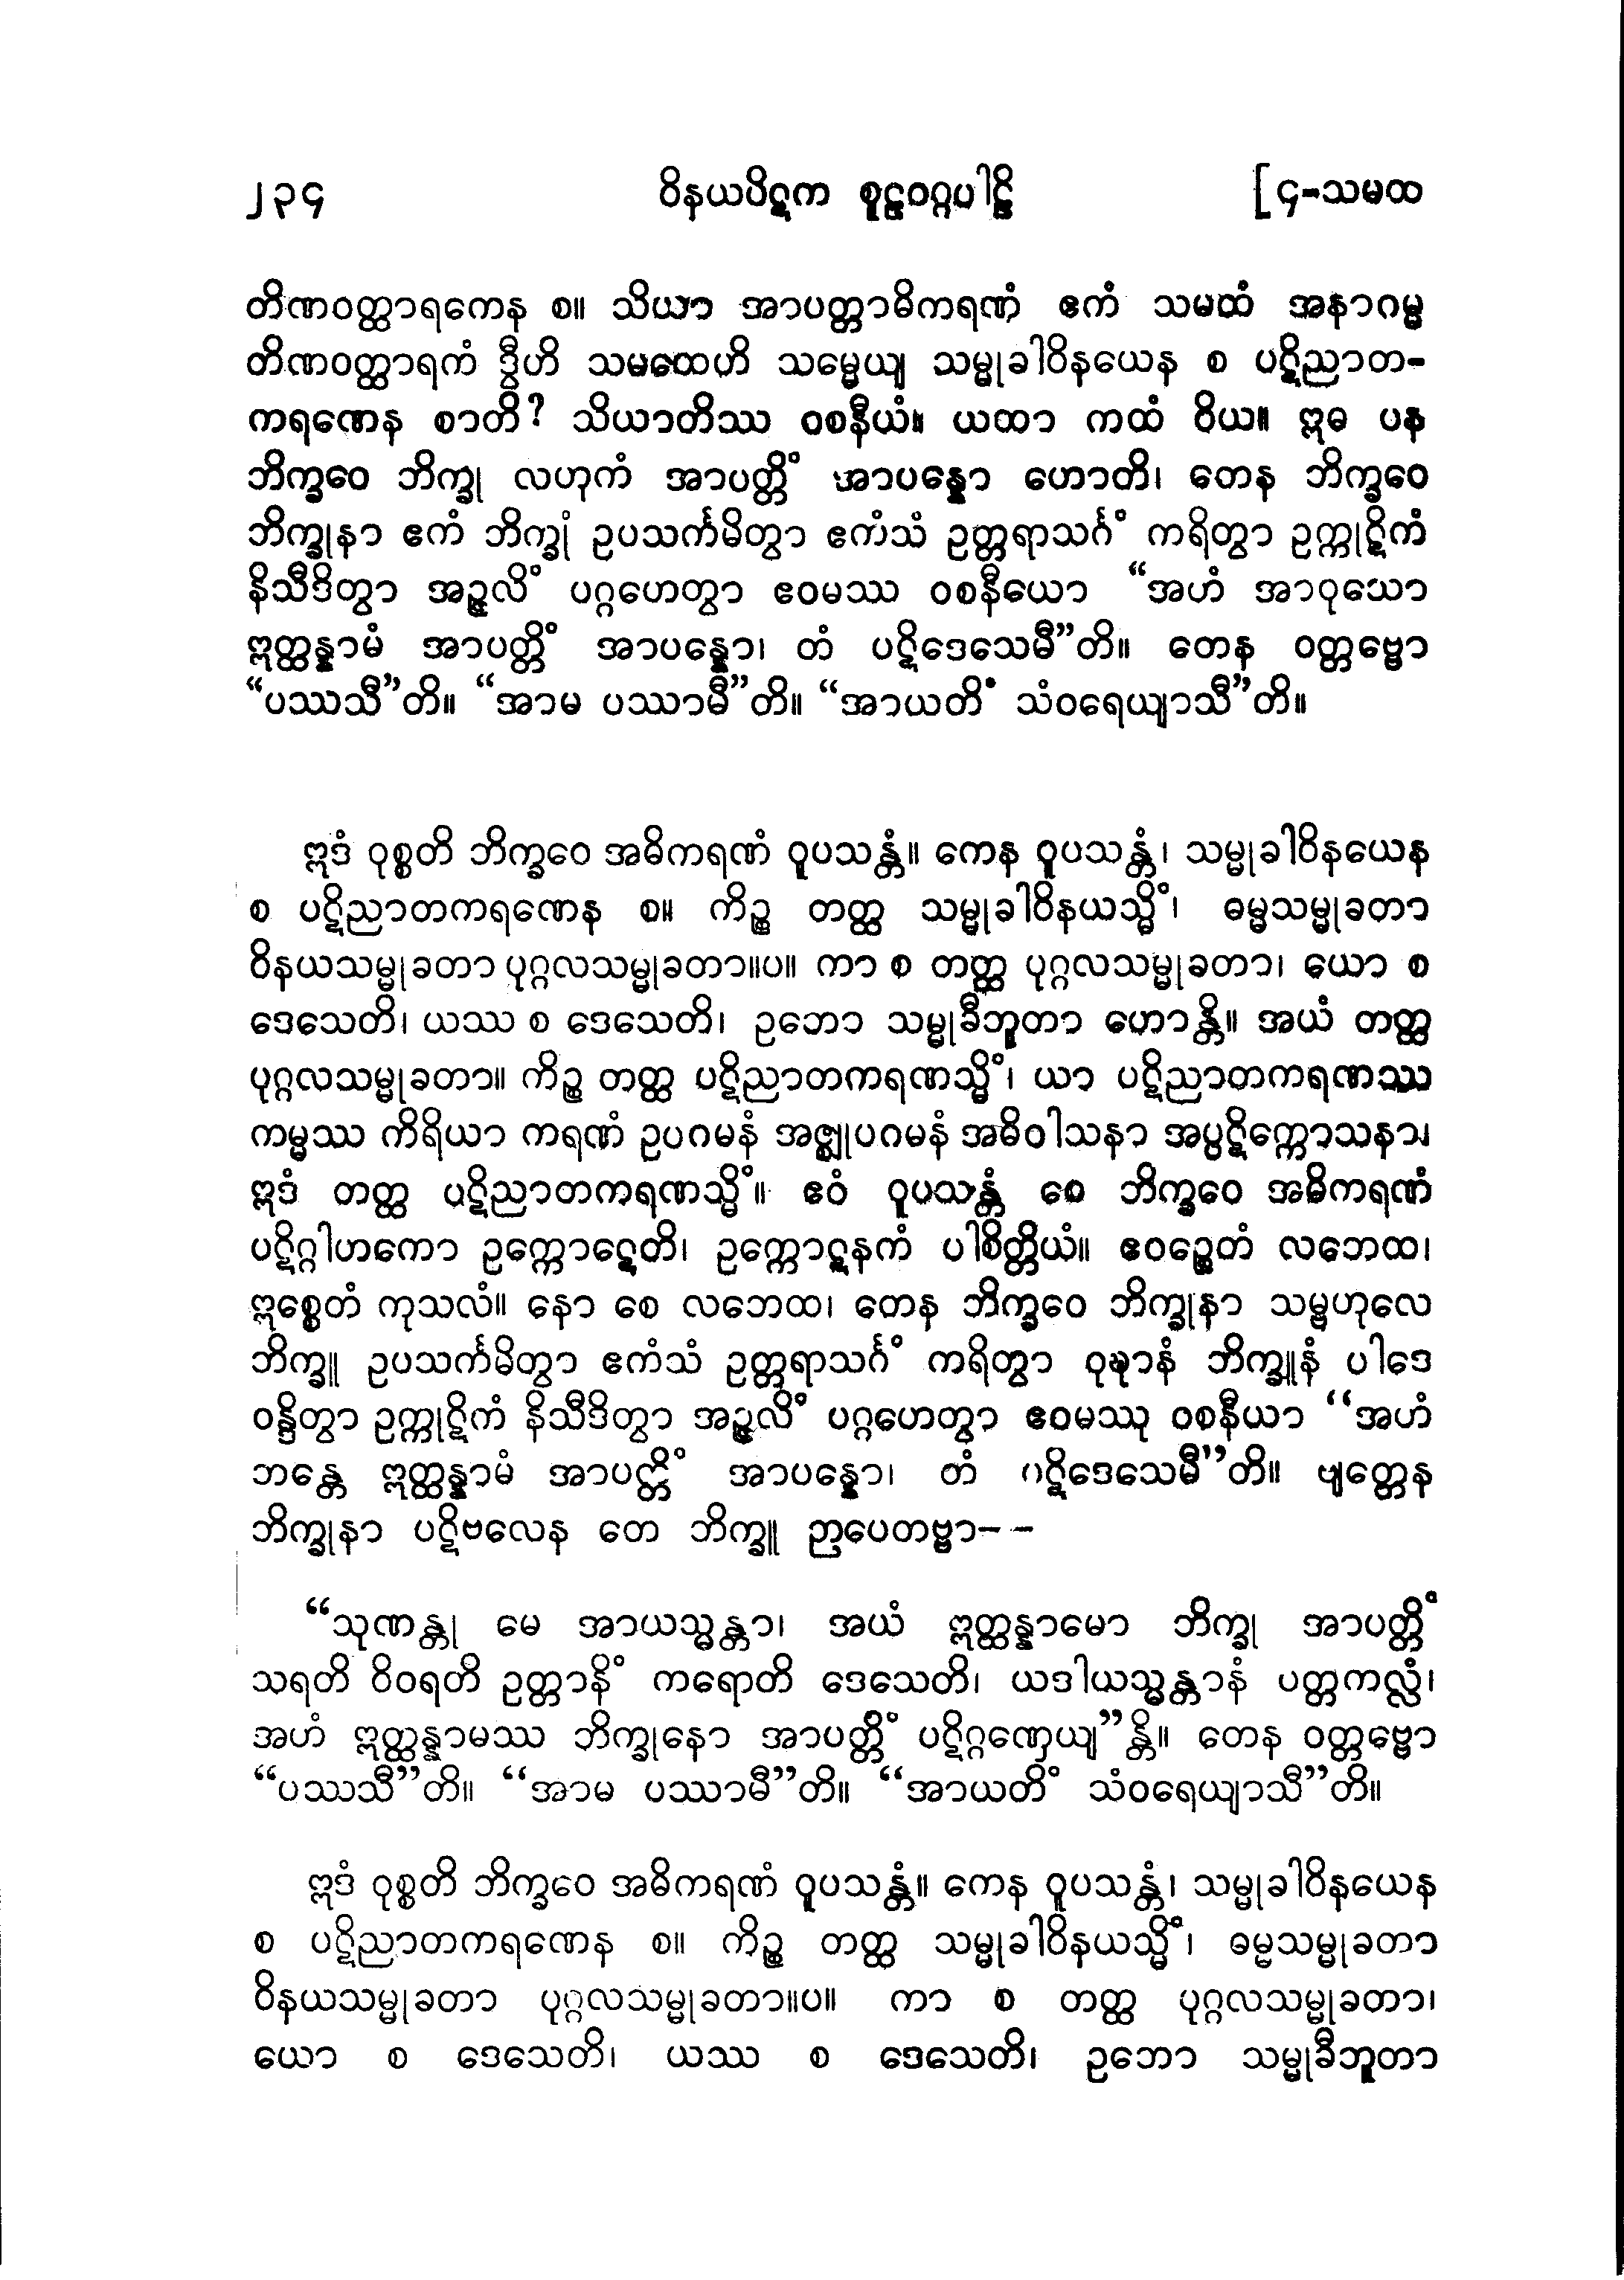 ၂၃၄ ဝိနယပိဋက စူဠဝဂ္ဂပါဠိ [၄-သမထ
တိဏဝတ္ထာရကေန စ။ သိယာ အာပတ္တာဓိကရဏံ ဧကံ သမထံ အနာဂမ္မ
တိဏဝတ္ထာရကံ ဒွီဟိ သမထေဟိ သမ္မေယျ သမ္မုခါဝိနယေန စ ပဋိညာတ-
ကရဏေန စာတိ? သိယာတိဿ ဝစနီယံ။ ယထာ ကထံ ဝိယ။ ဣဓ ပန
ဘိက္ခဝေ ဘိက္ခု လဟုကံ အာပတ္တိံ အာပန္နော ဟောတိ၊ တေန ဘိက္ခဝေ
ဘိက္ခုနာ ဧကံ ဘိက္ခုံ ဥပသင်္ကမိတွာ ဧကံသံ ဥတ္တရာသင်္ဂံ ကရိတွာ ဥက္ကုဋိကံ
နိသီဒိတွာ အဉ္ဇလိံ ပဂ္ဂဟေတွာ ဧဝမဿ ဝစနီယော “အဟံ အာဝုသော
ဣတ္ထန္နာမံ အာပတ္တိံ အာပန္နော၊ တံ ပဋိဒေသေမီ”တိ။ တေန ဝတ္တဗ္ဗော
“ပဿသီ”တိ။ “အာမ ပဿာမီ”တိ။ “အာယတိံ သံဝရေယျာသီ”တိ။
ဣဒံ ဝုစ္စတိ ဘိက္ခဝေ အဓိကရဏံ ဝူပသန္တံ။ ကေန ဝူပသန္တံ၊ သမ္မုခါဝိနယေန
စ ပဋိညာတကရဏေန စ။ ကိဉ္စ တတ္ထ သမ္မုခါဝိနယသ္မိံ၊ ဓမ္မသမ္မုခတာ
ဝိနယသမ္မုခတာ ပုဂ္ဂလသမ္မုခတာ။ပ။ ကာ စ တတ္ထ ပုဂ္ဂလသမ္မုခတာ၊ ယော စ
ဒေသေတိ၊ ယဿ စ ဒေသေတိ၊ ဥဘော သမ္မုခီဘူတာ ဟောန္တိ။ အယံ တတ္ထ
ပုဂ္ဂလသမ္မုခတာ။ ကိဉ္စ တတ္ထ ပဋိညာတကရဏသ္မိံ၊ ယာ ပဋိညာတကရဏဿ
ကမ္မဿ ကိရိယာ ကရဏံ ဥပဂမနံ အဇ္ဈုပဂမနံ အဓိဝါသနာ အပ္ပဋိက္ကောသနာ၊
ဣဒံ တတ္ထ ပဋိညာတကရဏသ္မိံ။ ဧဝံ ဝူပသန္တံ စေ ဘိက္ခဝေ အဓိကရဏံ
ပဋိဂ္ဂါဟကော ဥက္ကောဋေတိ၊ ဥက္ကောဋနကံ ပါစိတ္တိယံ။ ဧဝဉ္စေတံ လဘေထ၊
ဣစ္စေတံ ကုသလံ။ နော စေ လဘေထ၊ တေန ဘိက္ခဝေ ဘိက္ခုနာ သမ္ဗဟုလေ
ဘိက္ခူ ဥပသင်္ကမိတွာ ဧကံသံ ဥတ္တရာသင်္ဂံ ကရိတွာ ဝုဍ္ဎာနံ ဘိက္ခူနံ ပါဒေ
ဝန္ဒိတွာ ဥက္ကုဋိကံ နိသီဒိတွာ အဉ္ဇလိံ ပဂ္ဂဟေတွာ ဧဝမဿု ဝစနီယာ “အဟံ
ဘန္တေ ဣတ္ထန္နာမံ အာပတ္တိံ အာပန္နော၊ တံ ပဋိဒေသေမီ”တိ။ ဗျတ္တေန
ဘိက္ခုနာ ပဋိဗလေန တေ ဘိက္ခူ ဉာပေတဗ္ဗာ--
“သုဏန္တု မေ အာယသ္မန္တာ၊ အယံ ဣတ္ထန္နာမော ဘိက္ခု အာပတ္တိံ
သရတိ ဝိဝရတိ ဥတ္တာနိံ ကရောတိ ဒေသေတိ၊ ယဒါယသ္မန္တာနံ ပတ္တကလ္လံ၊
အဟံ ဣတ္ထန္နာမဿ ဘိက္ခုနော အာပတ္တိံ ပဋိဂ္ဂဏှေယျ”န္တိ။ တေန ဝတ္တဗ္ဗော
“ပဿသီ”တိ။ “အာမ ပဿာမီ”တိ။ “အာယတိံ သံဝရေယျာသီ”တိ။
ဣဒံ ဝုစ္စတိ ဘိက္ခဝေ အဓိကရဏံ ဝူပသန္တံ။ ကေန ဝူပသန္တံ၊ သမ္မုခါဝိနယေန
စ ပဋိညာတကရဏေန စ။ ကိဉ္စ တတ္ထ သမ္မုခါဝိနယသ္မိံ၊ ဓမ္မသမ္မုခတာ
ဝိနယသမ္မုခတာ ပုဂ္ဂလသမ္မုခတာ။ပ။ ကာ စ တတ္ထ ပုဂ္ဂလသမ္မုခတာ၊
ယော စ ဒေသေတိ၊ ယဿ စ ဒေသေတိ၊ ဥဘော သမ္မုခီဘူတာ